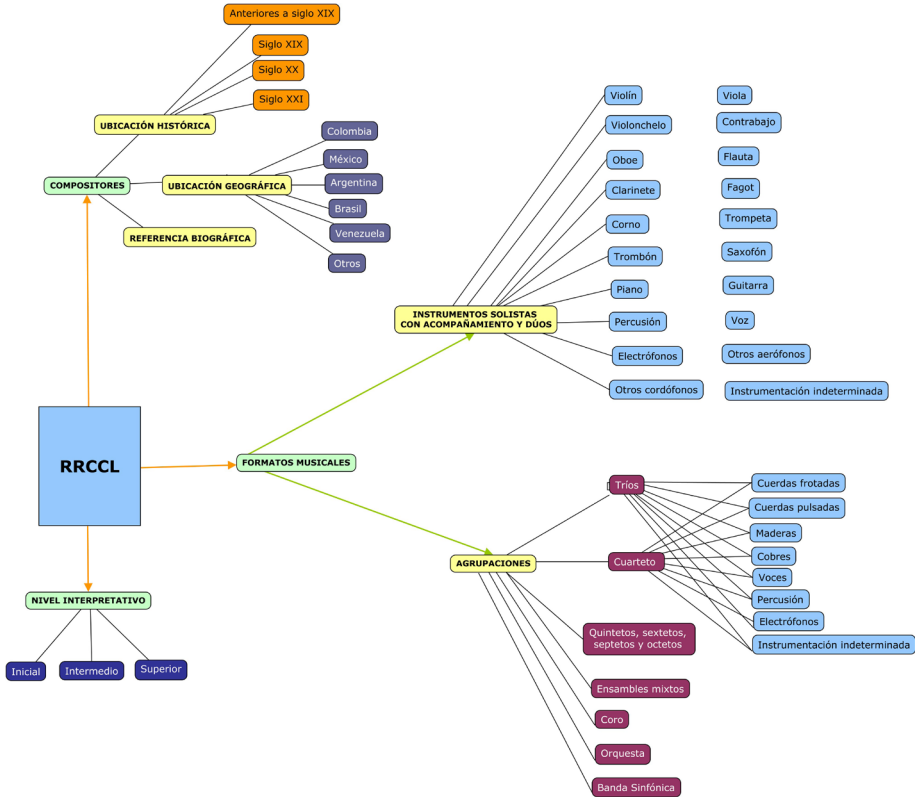 Anteriores a siglo XIX
Siglo XIX
Siglo XX
Siglo XXI
UBICACIÓN HISTÓRICA
COMPOSITORES
UBICACIÓN GEOGRÁFICA
REFERENCIA BIOGRÁFICA
Colombia
México
Argentina
Brasil
Venezuela
Otros
RRCCL
FORMATOS MUSICALES
INSTRUMENTOS SOLISTAS
CON ACOMPAÑAMIENTO Y DÚOS
Violín
Viola
Violonchelo
Contrabajo
Oboe
Flauta
Clarinete
Fagot
Corno
Trompeta
Trombón
Saxofón
Piano
Guitarra
Percusión
Voz
Electrófonos
Otros aerófonos
Otros cordófonos
Instrumentación indeterminada
AGRUPACIONES
Tríos
Cuarteto
Quintetos, sextetos,
septetos y octetos
Ensambles mixtos
Coro
Orquesta
Banda Sinfónica
Cuerdas frotadas
Cuerdas pulsadas
Maderas
Cobres
Voces
Percusión
Electrófonos
Instrumentación indeterminada
NIVEL INTERPRETATIVO
Inicial
Intermedio
Superior